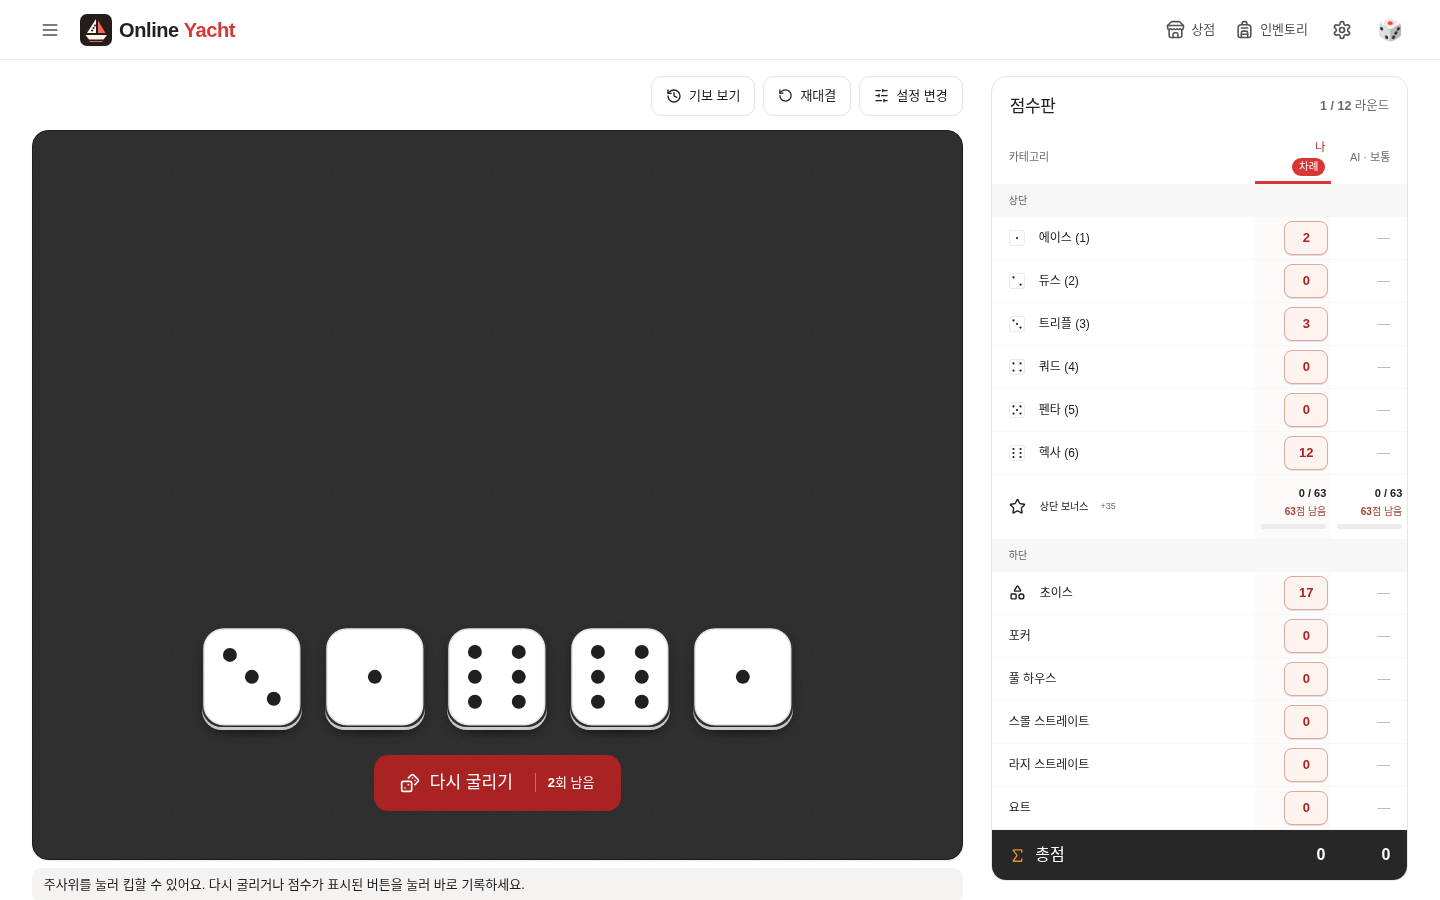 Online Yacht
상점
인벤토리
기보 보기
재대결
설정 변경
점수판
1 / 12 라운드
카테고리
나
차례
AI · 보통
상단
에이스 (1)
2
—
듀스 (2)
0
—
트리플 (3)
3
—
쿼드 (4)
0
—
펜타 (5)
0
—
헥사 (6)
12
—
상단 보너스 +35
0 / 63
63점 남음
0 / 63
63점 남음
하단
초이스
17
—
포커
0
—
풀 하우스
0
—
스몰 스트레이트
0
—
라지 스트레이트
0
—
요트
0
—
Σ 총점
0
0
다시 굴리기
2회 남음
주사위를 눌러 킵할 수 있어요. 다시 굴리거나 점수가 표시된 버튼을 눌러 바로 기록하세요.